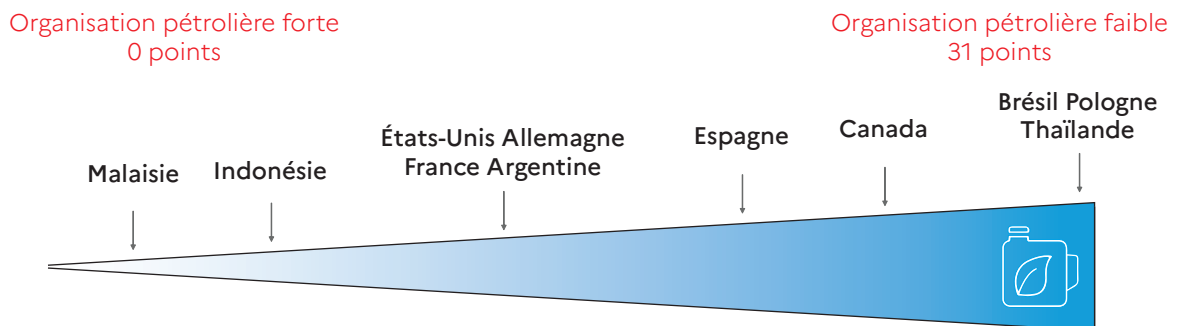 Organisation pétrolière forte
0 points
Organisation pétrolière faible
31 points
Malaisie
Indonésie
États-Unis Allemagne
France Argentine
Espagne
Canada
Brésil Pologne
Thaïlande